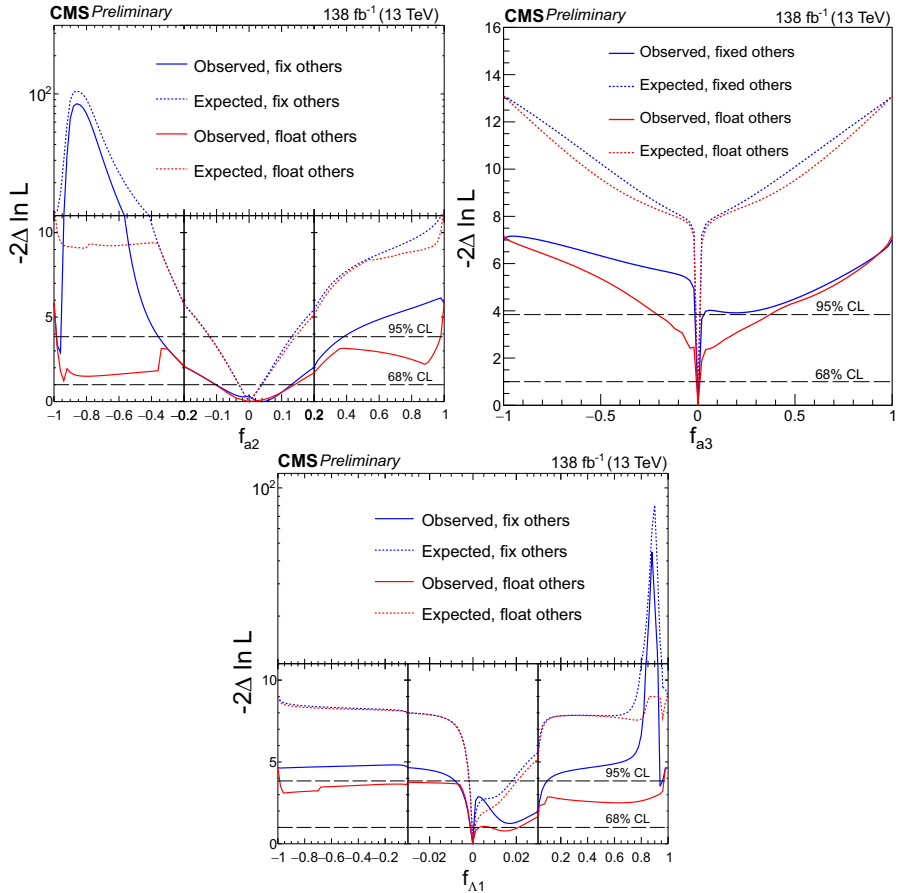 CMS Preliminary 138 fb⁻¹ (13 TeV)
10²
Observed, fix others
Expected, fix others
Observed, float others
Expected, float others
-2Δ ln L
10
5
95% CL
68% CL
0
−1 −0.8 −0.6 −0.4 −0.2 −0.1 0 0.1 0.2 0.4 0.6 0.8 1
f_a2
CMS Preliminary 138 fb⁻¹ (13 TeV)
16
14
12
10
8
6
4
2
0
Observed, fixed others
Expected, fixed others
Observed, float others
Expected, float others
-2Δ ln L
95% CL
68% CL
−1 −0.5 0 0.5 1
f_a3
CMS Preliminary 138 fb⁻¹ (13 TeV)
10²
Observed, fix others
Expected, fix others
Observed, float others
Expected, float others
-2Δ ln L
10
5
95% CL
68% CL
0
−1 −0.8 −0.6 −0.4 −0.2 −0.02 0 0.02 0.2 0.4 0.6 0.8 1
f_Λ1